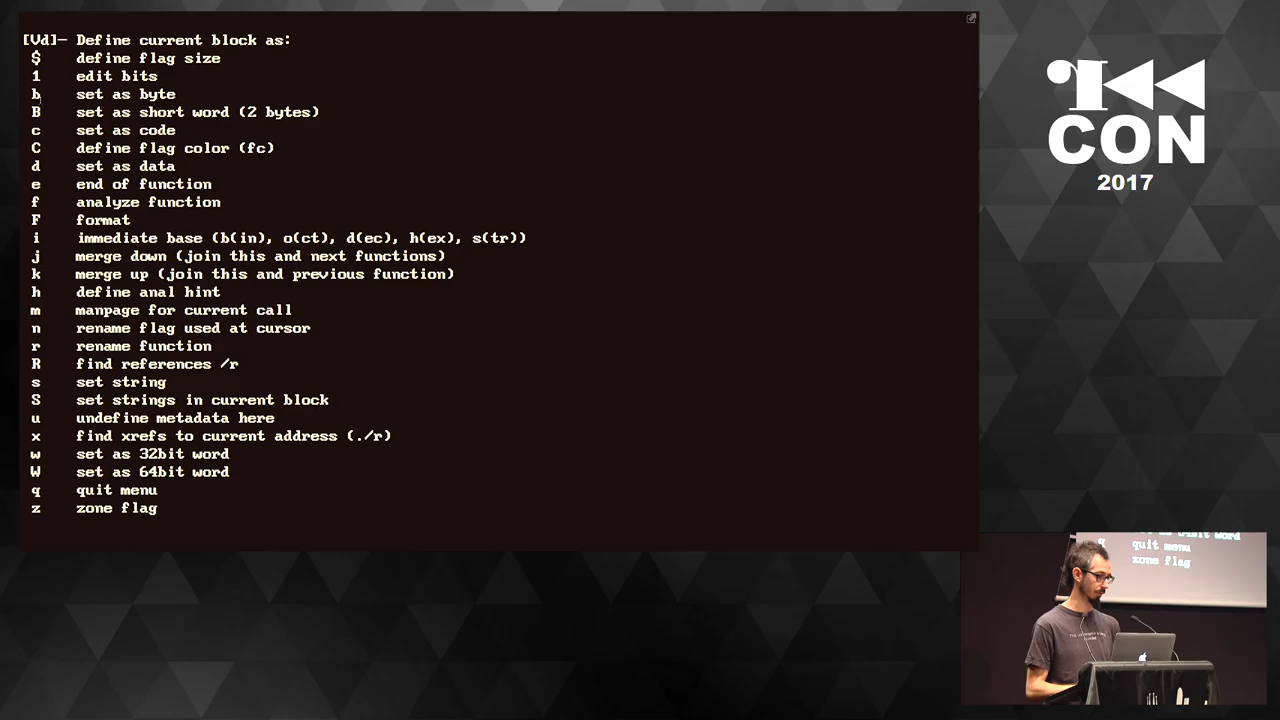 [Vd]- Define current block as:
$ define flag size
1 edit bits
b set as byte
B set as short word (2 bytes)
c set as code
C define flag color (fc)
d set as data
e end of function
f analyze function
F format
i immediate base (b(in), o(ct), d(ec), h(ex), s(tr))
j merge down (join this and next functions)
k merge up (join this and previous function)
h define anal hint
m manpage for current call
n rename flag used at cursor
r rename function
R find references /r
s set string
S set strings in current block
u undefine metadata here
x find xrefs to current address (./r)
w set as 32bit word
W set as 64bit word
q quit menu
z zone flag
CON
2017
word
q quit menu
zone flag